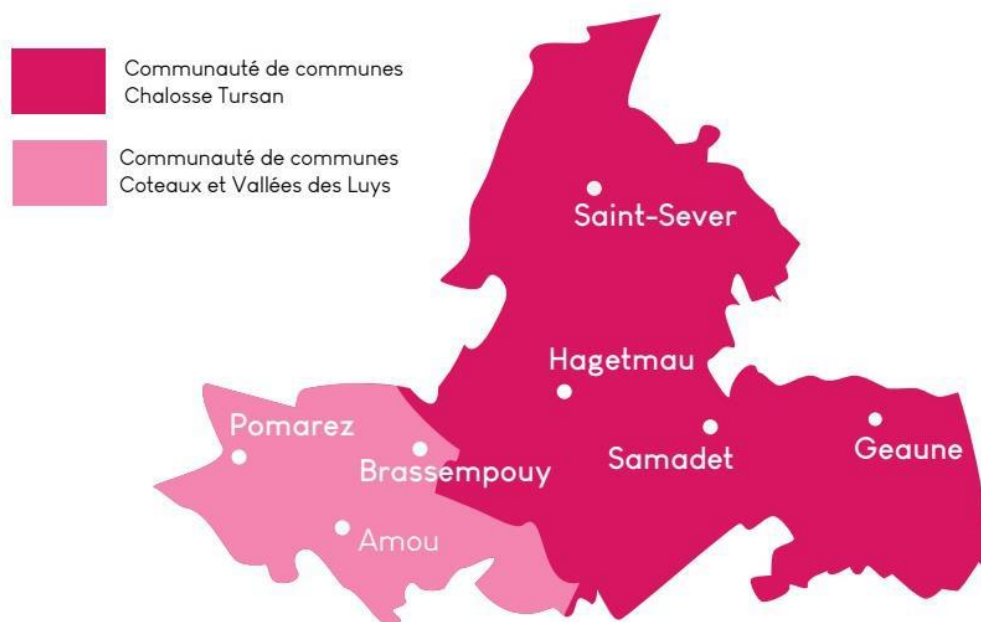 Communauté de communes
Chalosse Tursan
Communauté de communes
Coteaux et Vallées des Luys
Saint-Sever
Hagetmau
Pomarez
Brassempouy
Samadet
Geaune
Amou